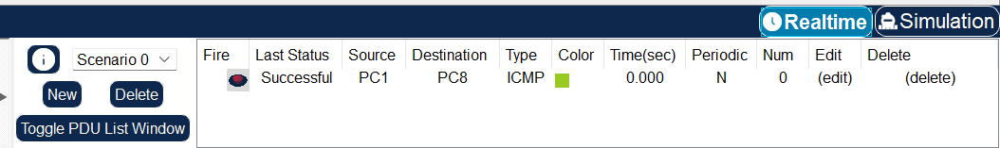 Realtime Simulation
Scenario 0
New Delete
Toggle PDU List Window
Fire Last Status Source Destination Type Color Time(sec) Periodic Num Edit Delete
Successful PC1 PC8 ICMP 0.000 N 0 (edit) (delete)